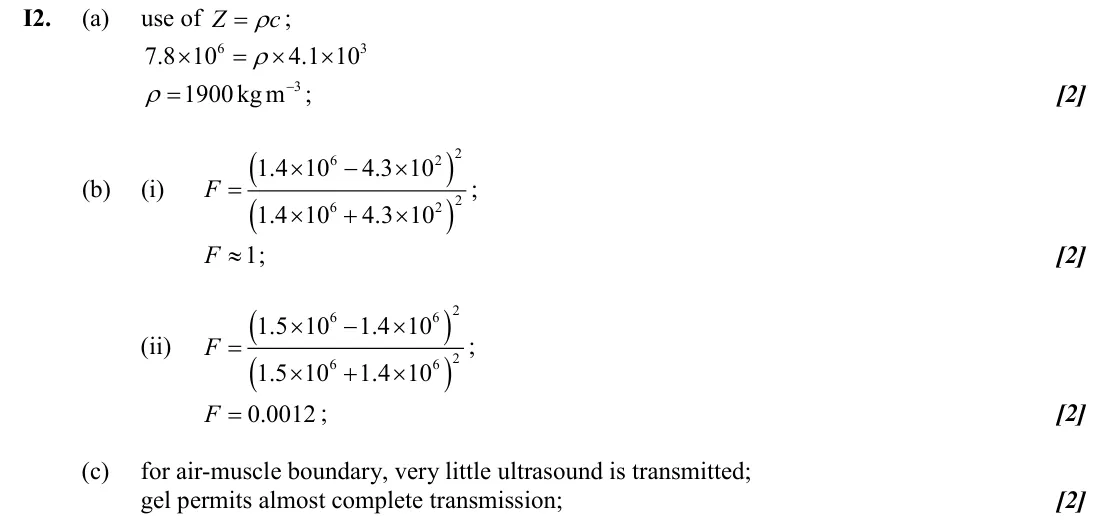 I2. (a) use of Z = ρc ;
7.8×10⁶ = ρ×4.1×10³
ρ = 1900 kg m⁻³ ; [2]
(b) (i) F = (1.4×10⁶ − 4.3×10²)² / (1.4×10⁶ + 4.3×10²)² ;
F ≈ 1; [2]
(ii) F = (1.5×10⁶ − 1.4×10⁶)² / (1.5×10⁶ + 1.4×10⁶)² ;
F = 0.0012 ; [2]
(c) for air-muscle boundary, very little ultrasound is transmitted;
gel permits almost complete transmission; [2]